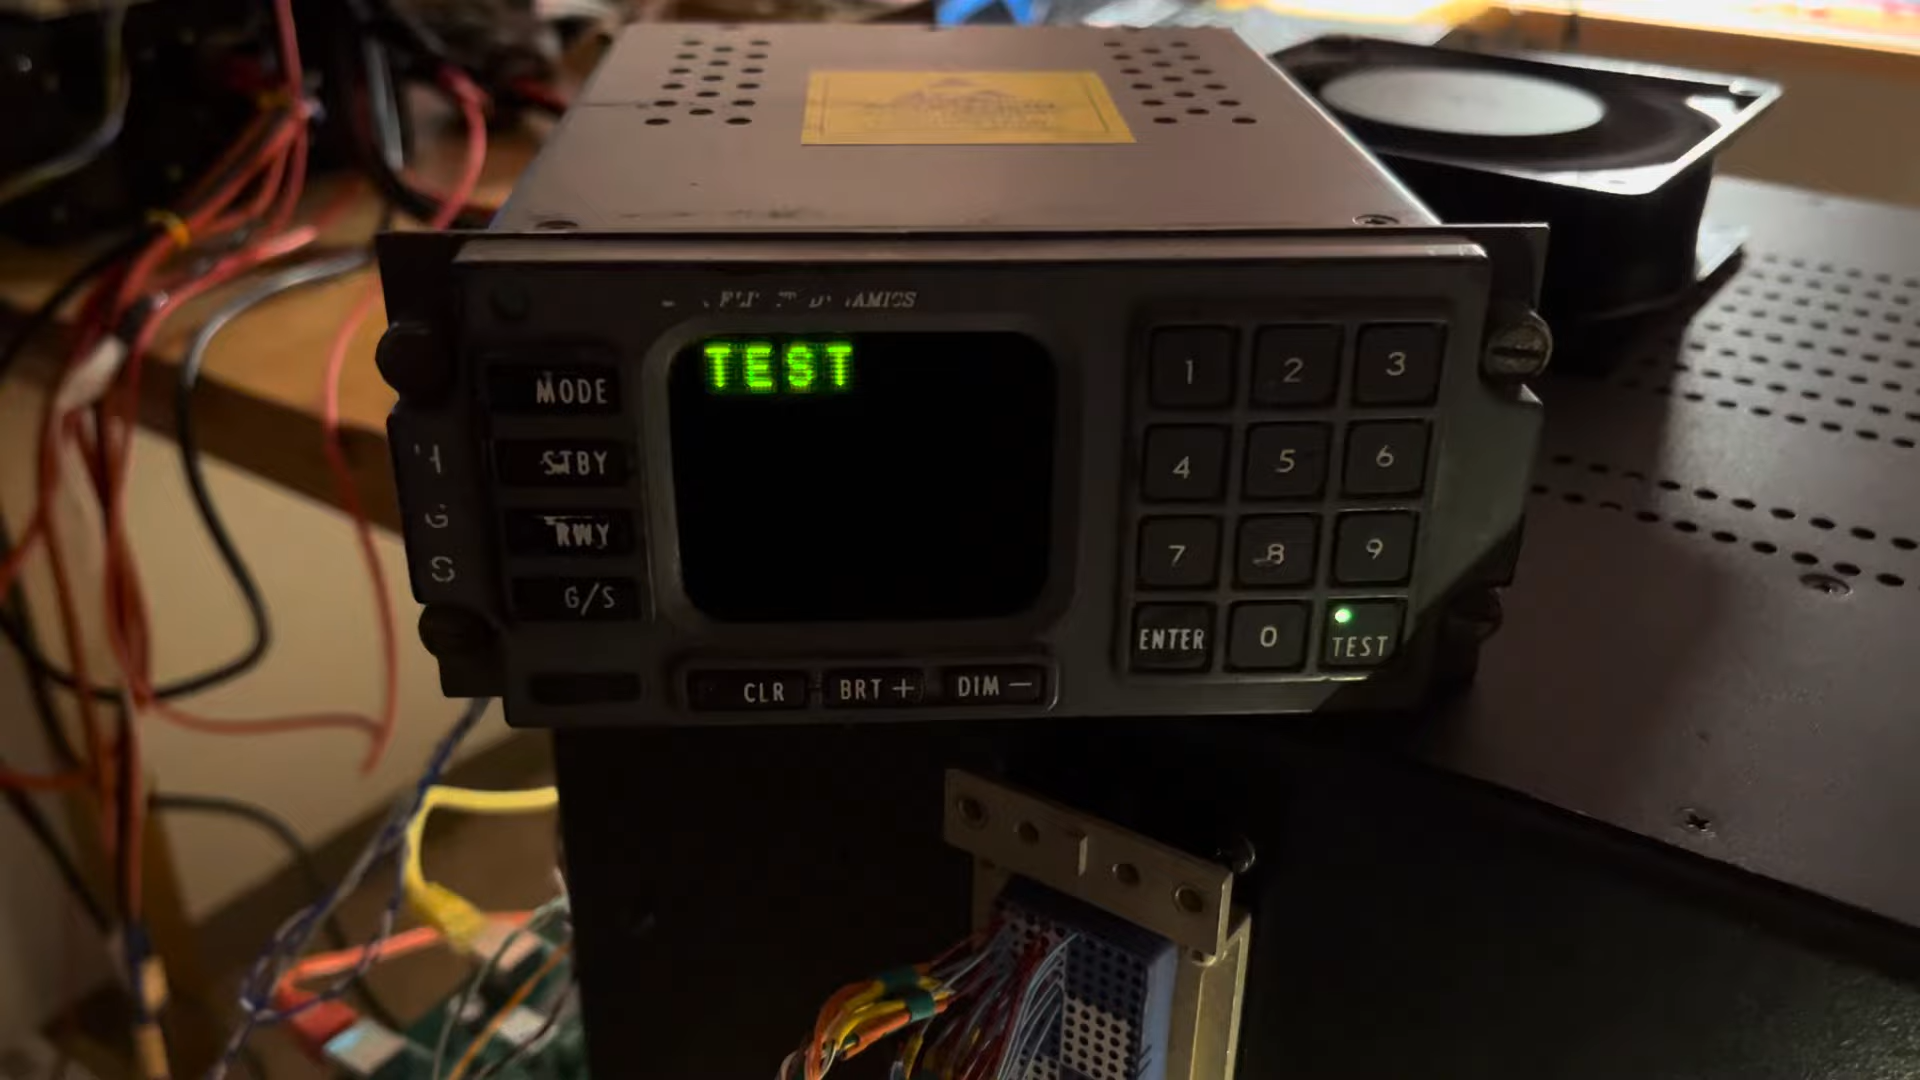 AMICS
TEST
MODE
STBY
RWY
G/S
CLR
BRT +
DIM −
1 2 3
4 5 6
7 8 9
ENTER 0 TEST